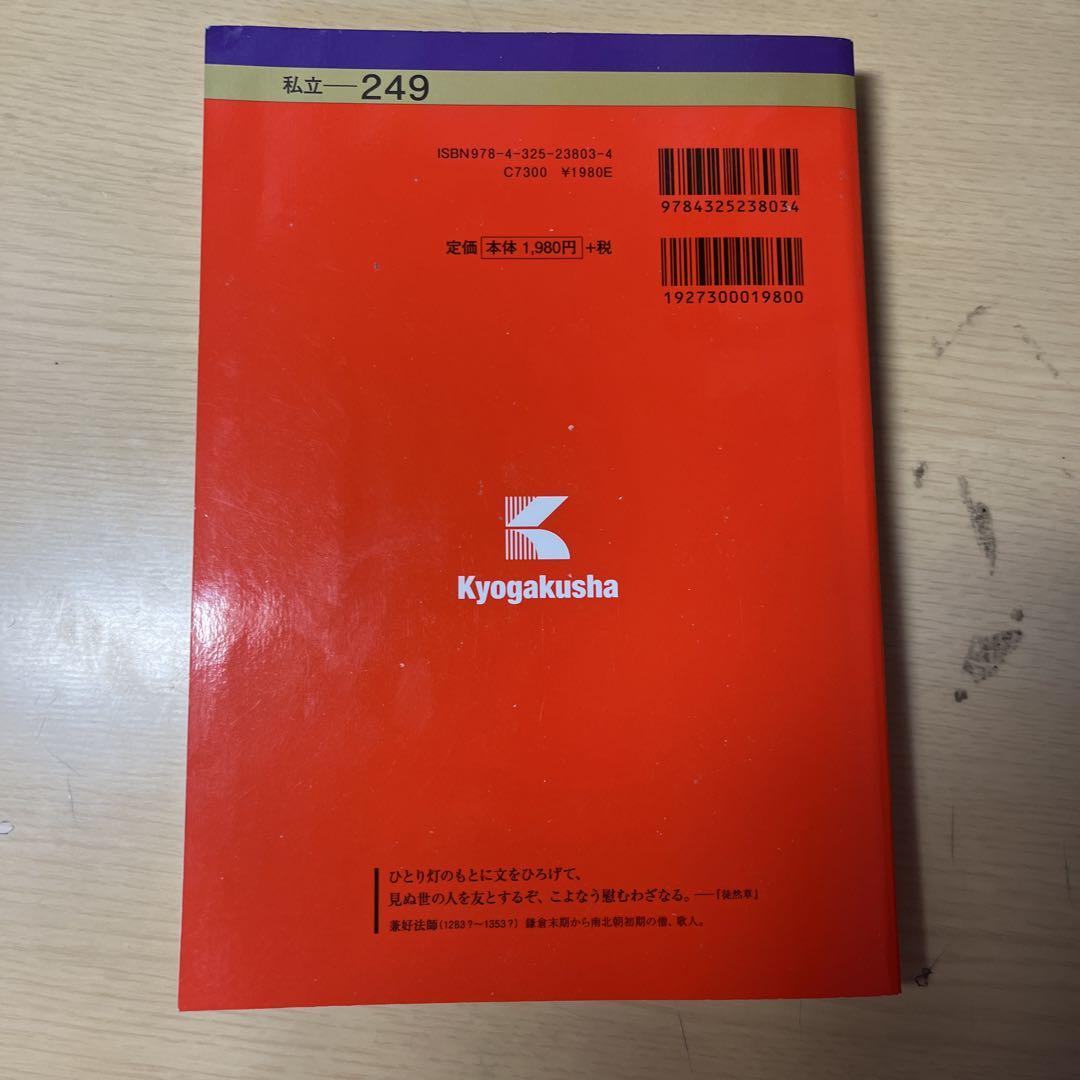 私立――249
ISBN978-4-325-23803-4
C7300 ¥1980E
9784325238034
定価 本体 1,980円 +税
1927300019800
Kyogakusha
ひとり灯のもとに文をひろげて、
見ぬ世の人を友とするぞ、こよなう慰むわざなる。――『徒然草』
兼好法師(1283?~1353?) 鎌倉末期から南北朝初期の僧、歌人。